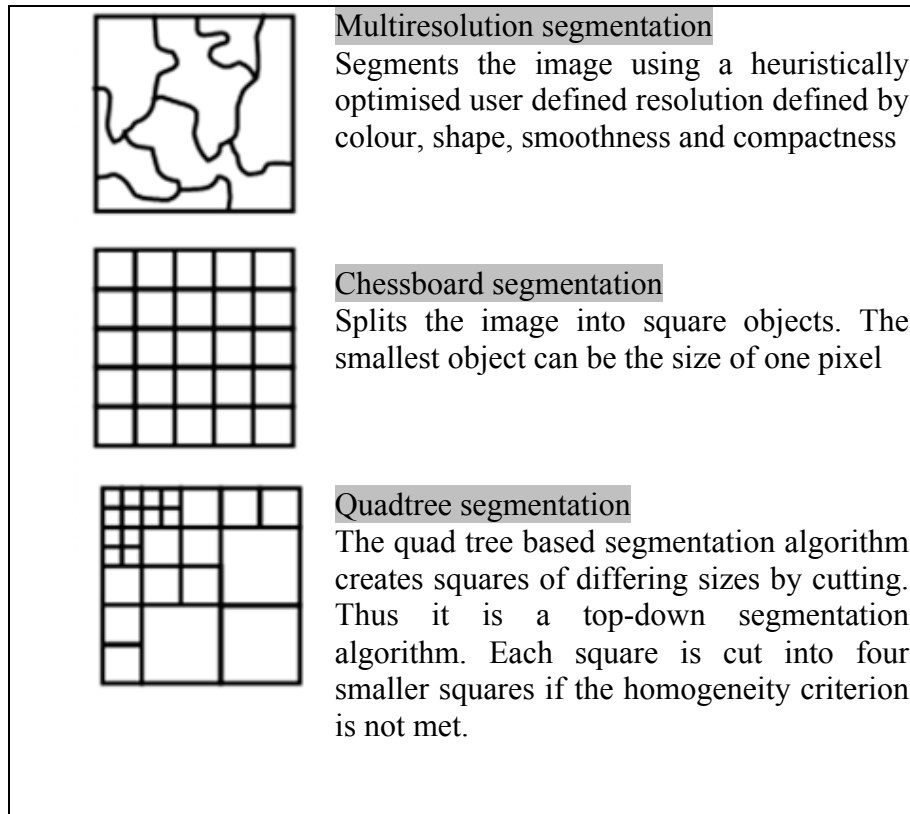 Multiresolution segmentation
Segments the image using a heuristically
optimised user defined resolution defined by
colour, shape, smoothness and compactness
Chessboard segmentation
Splits the image into square objects. The
smallest object can be the size of one pixel
Quadtree segmentation
The quad tree based segmentation algorithm
creates squares of differing sizes by cutting.
Thus it is a top-down segmentation
algorithm. Each square is cut into four
smaller squares if the homogeneity criterion
is not met.